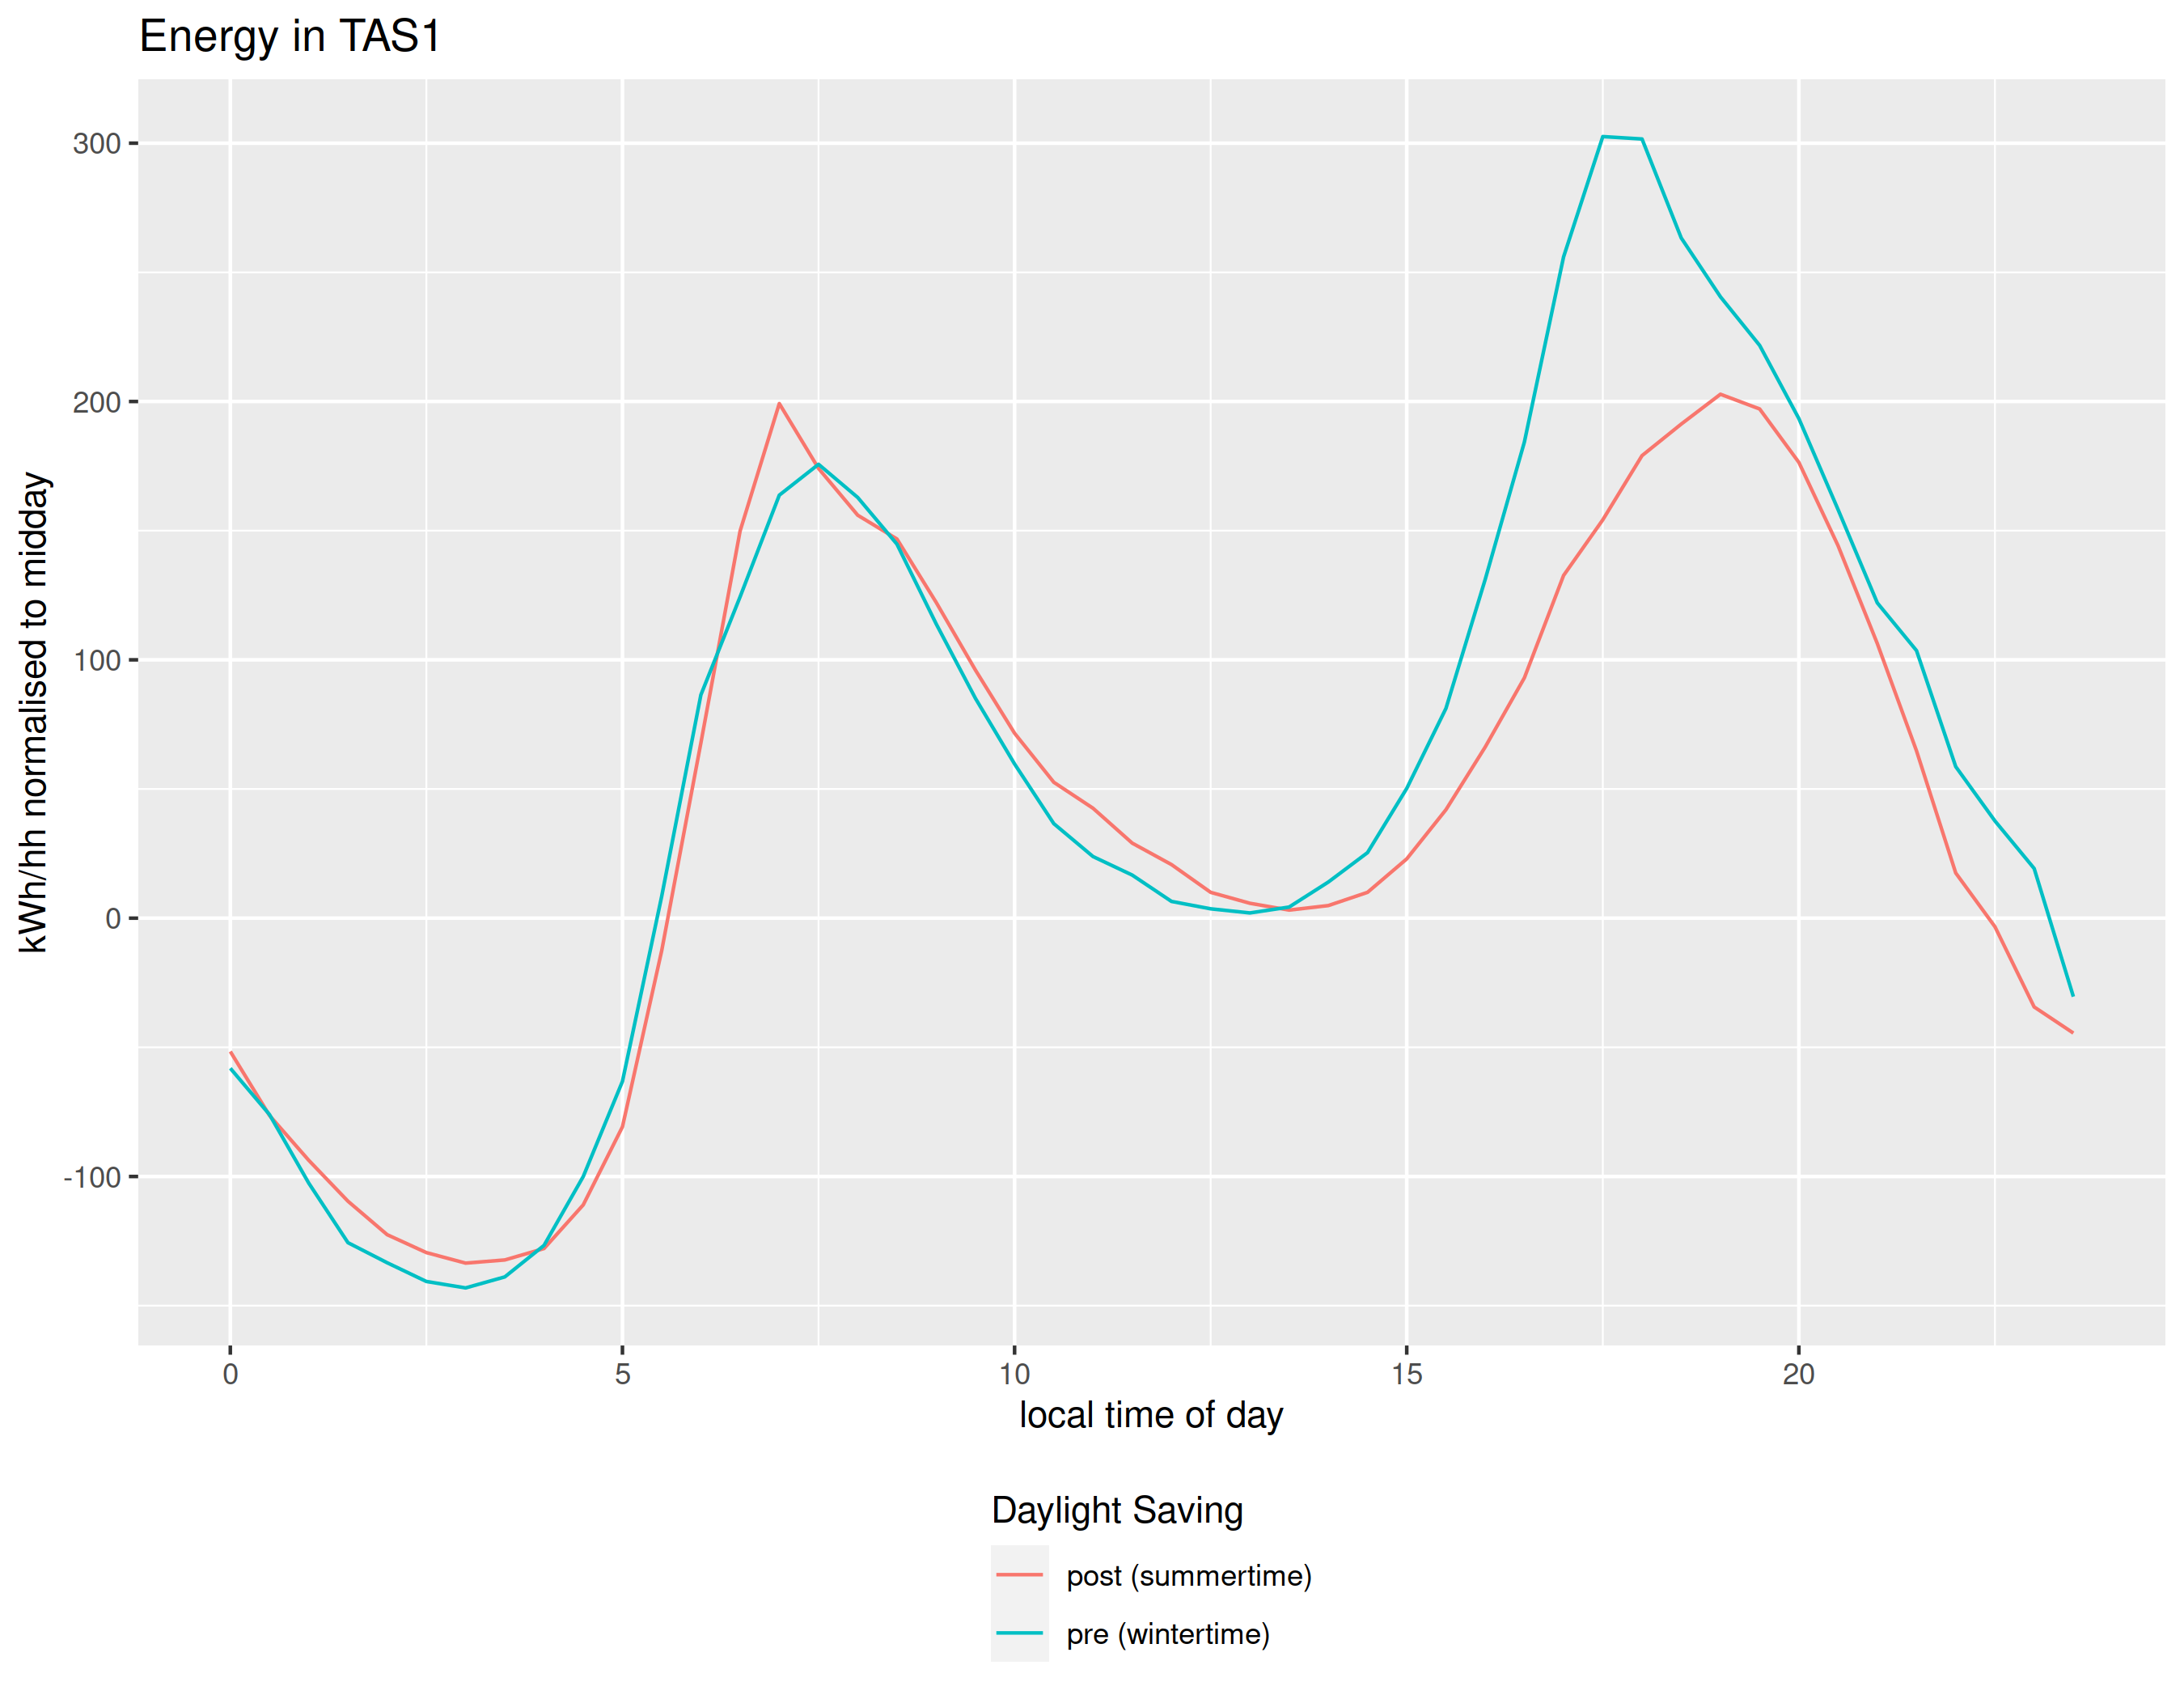 Energy in TAS1
kWh/hh normalised to midday
300
200
100
0
-100
0
5
10
15
20
local time of day
Daylight Saving
post (summertime)
pre (wintertime)